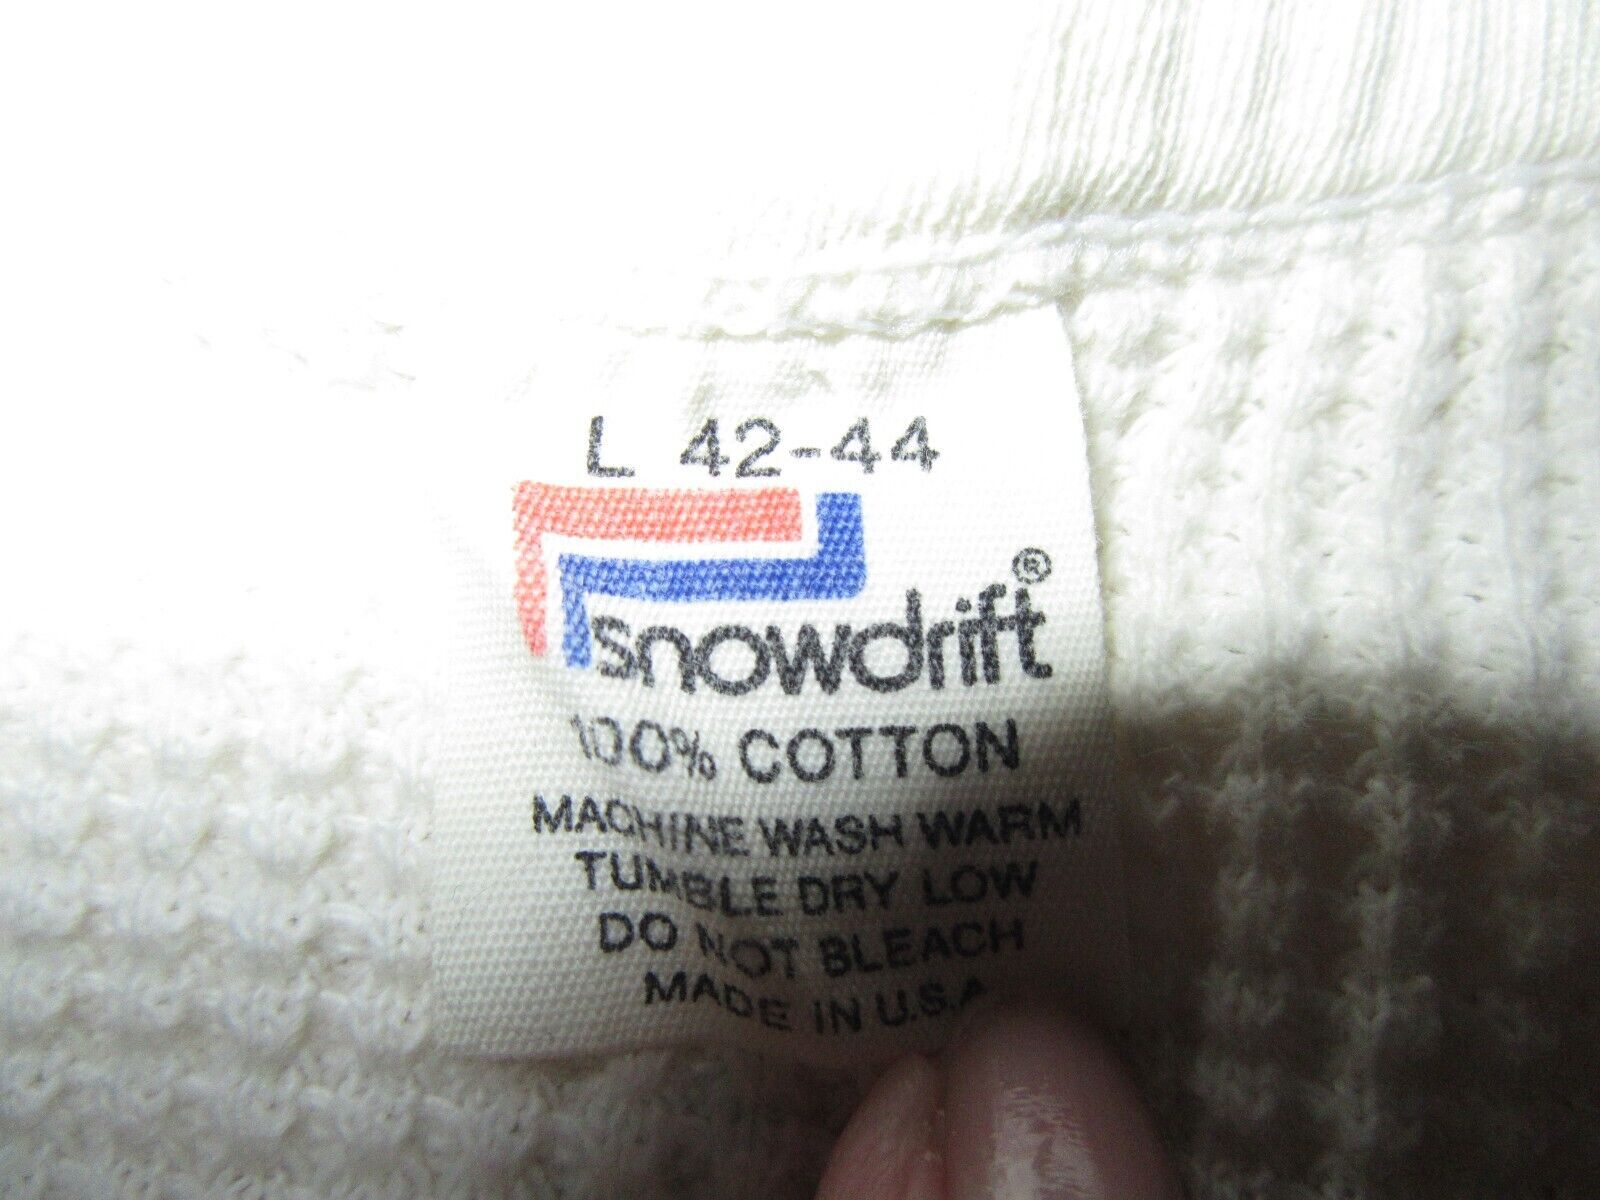 L 42-44
snowdrift®
100% COTTON
MACHINE WASH WARM
TUMBLE DRY LOW
DO NOT BLEACH
MADE IN U.S.A